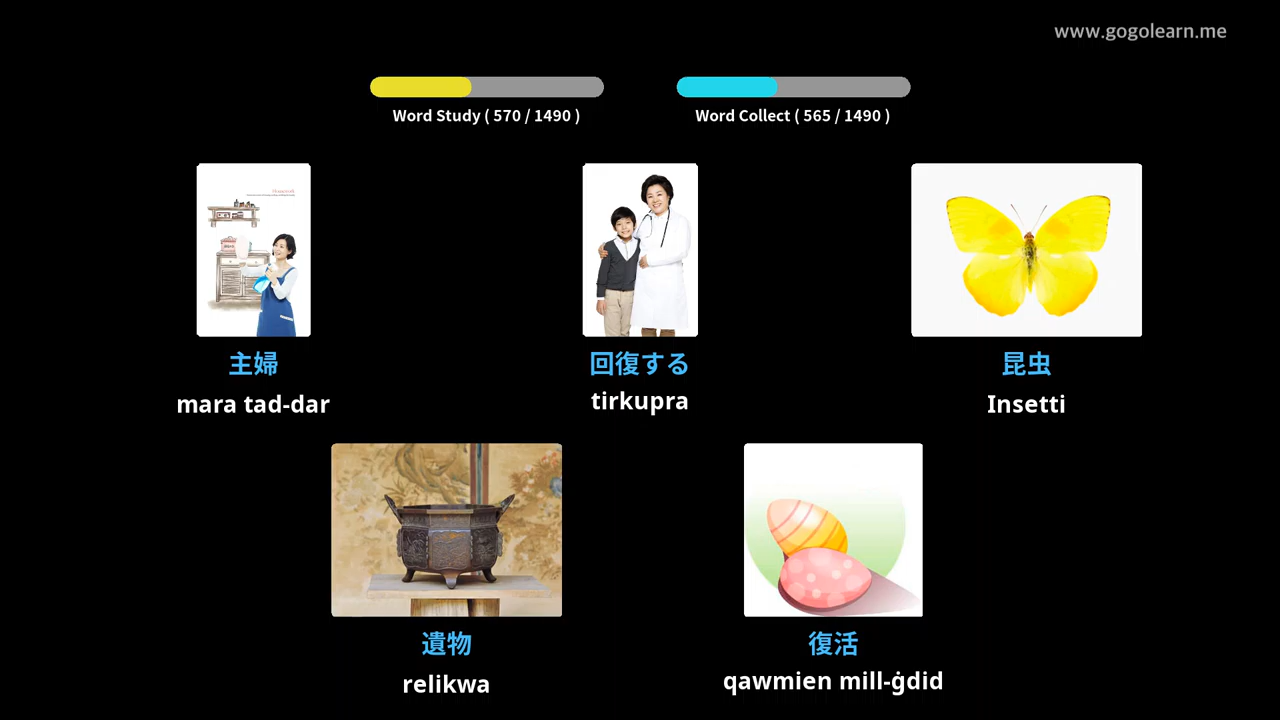 www.gogolearn.me
Word Study ( 570 / 1490 )
Word Collect ( 565 / 1490 )
主婦
mara tad-dar
回復する
tirkupra
昆虫
Insetti
遺物
relikwa
復活
qawmien mill-ġdid